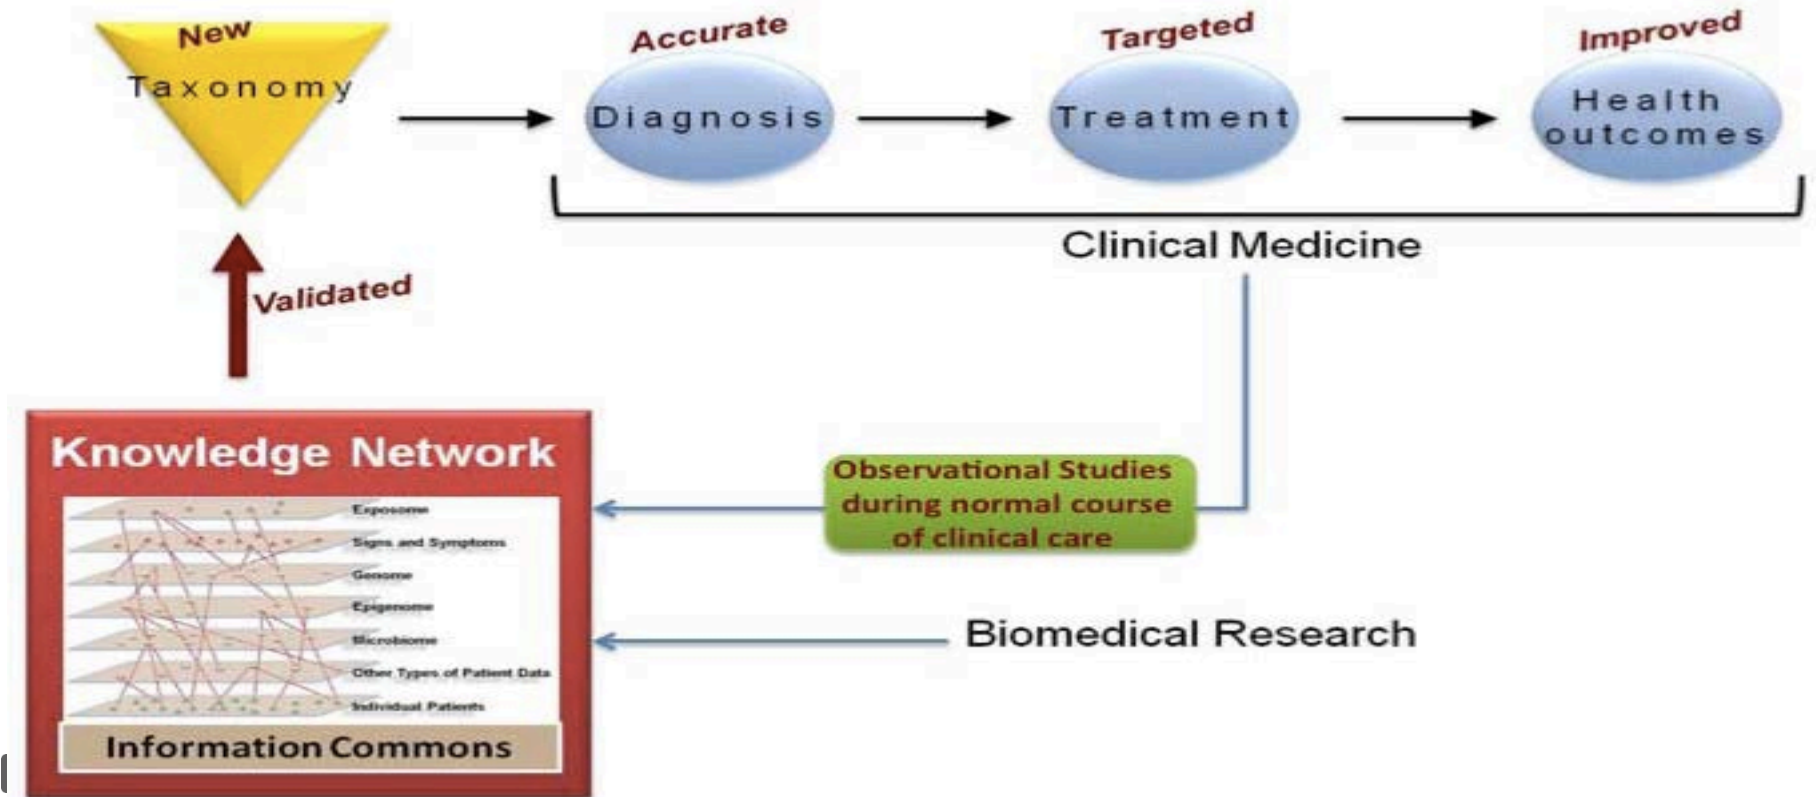 New
Taxonomy
Accurate
Diagnosis
Targeted
Treatment
Improved
Health
outcomes
Clinical Medicine
Validated
Knowledge Network
Exposome
Signs and Symptoms
Genome
Epigenome
Microbiome
Other Types of Patient Data
Individual Patients
Information Commons
Observational Studies
during normal course
of clinical care
Biomedical Research